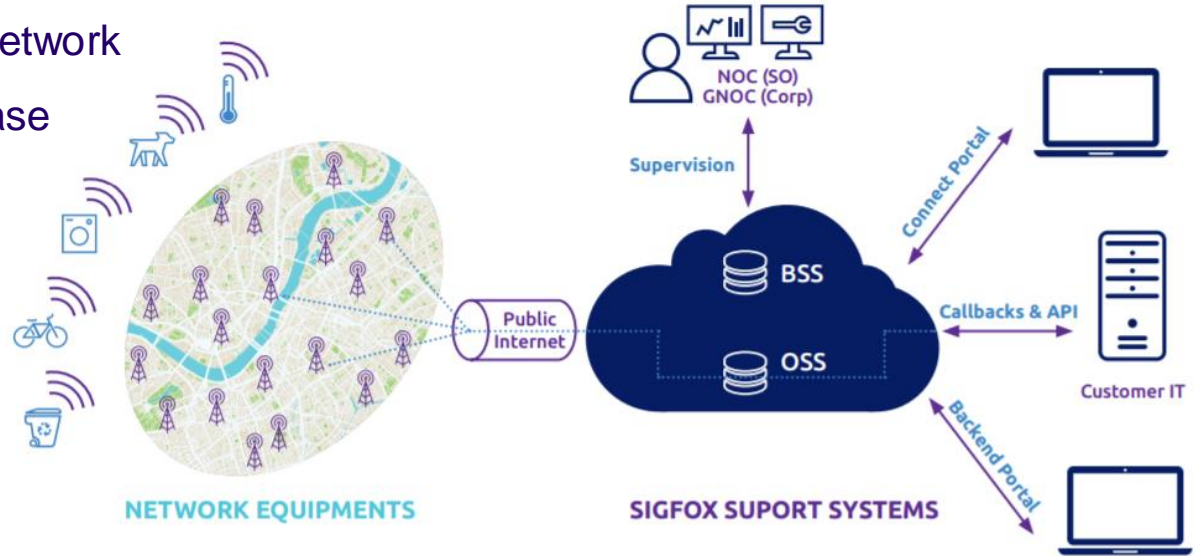 etwork
ase
NOC (SO)
GNOC (Corp)
Supervision
Connect Portal
BSS
Public
Internet
Callbacks & API
OSS
Customer IT
Backend Portal
NETWORK EQUIPMENTS
SIGFOX SUPORT SYSTEMS